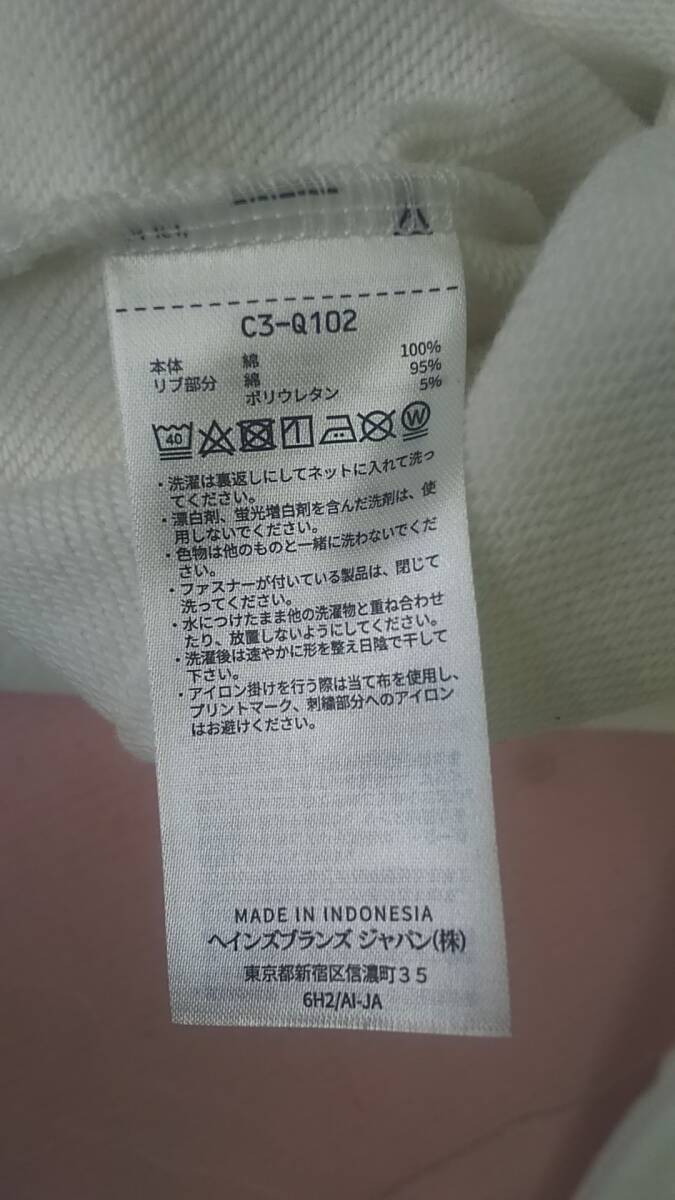 C3-Q102
本体 綿 100%
リブ部分 綿 95%
ポリウレタン 5%
40 W
・洗濯は裏返しにしてネットに入れて洗っ
てください。
・漂白剤、蛍光増白剤を含んだ洗剤は、使
用しないでください。
・色物は他のものと一緒に洗わないでくだ
さい。
・ファスナーが付いている製品は、閉じて
洗ってください。
・水につけたまま他の洗濯物と重ね合わせ
たり、放置しないようにしてください。
・洗濯後は速やかに形を整え日陰で干して
下さい。
・アイロン掛けを行う際は当て布を使用し、
プリントマーク、刺繍部分へのアイロン
はお避けください。
MADE IN INDONESIA
ヘインズブランズ ジャパン(株)
東京都新宿区信濃町35
6H2/AI-JA